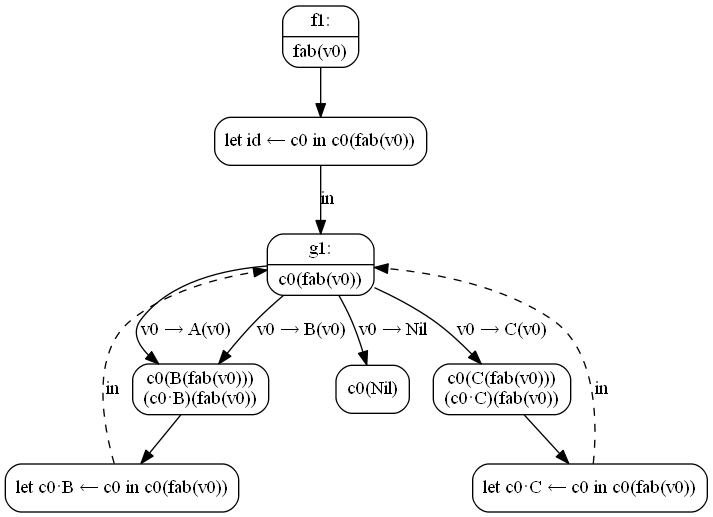 f1:
fab(v0)
let id ← c0 in c0(fab(v0))
in
g1:
c0(fab(v0))
v0 → A(v0)
v0 → B(v0)
v0 → Nil
v0 → C(v0)
c0(B(fab(v0)))
(c0·B)(fab(v0))
c0(Nil)
c0(C(fab(v0)))
(c0·C)(fab(v0))
in
in
let c0·B ← c0 in c0(fab(v0))
let c0·C ← c0 in c0(fab(v0))